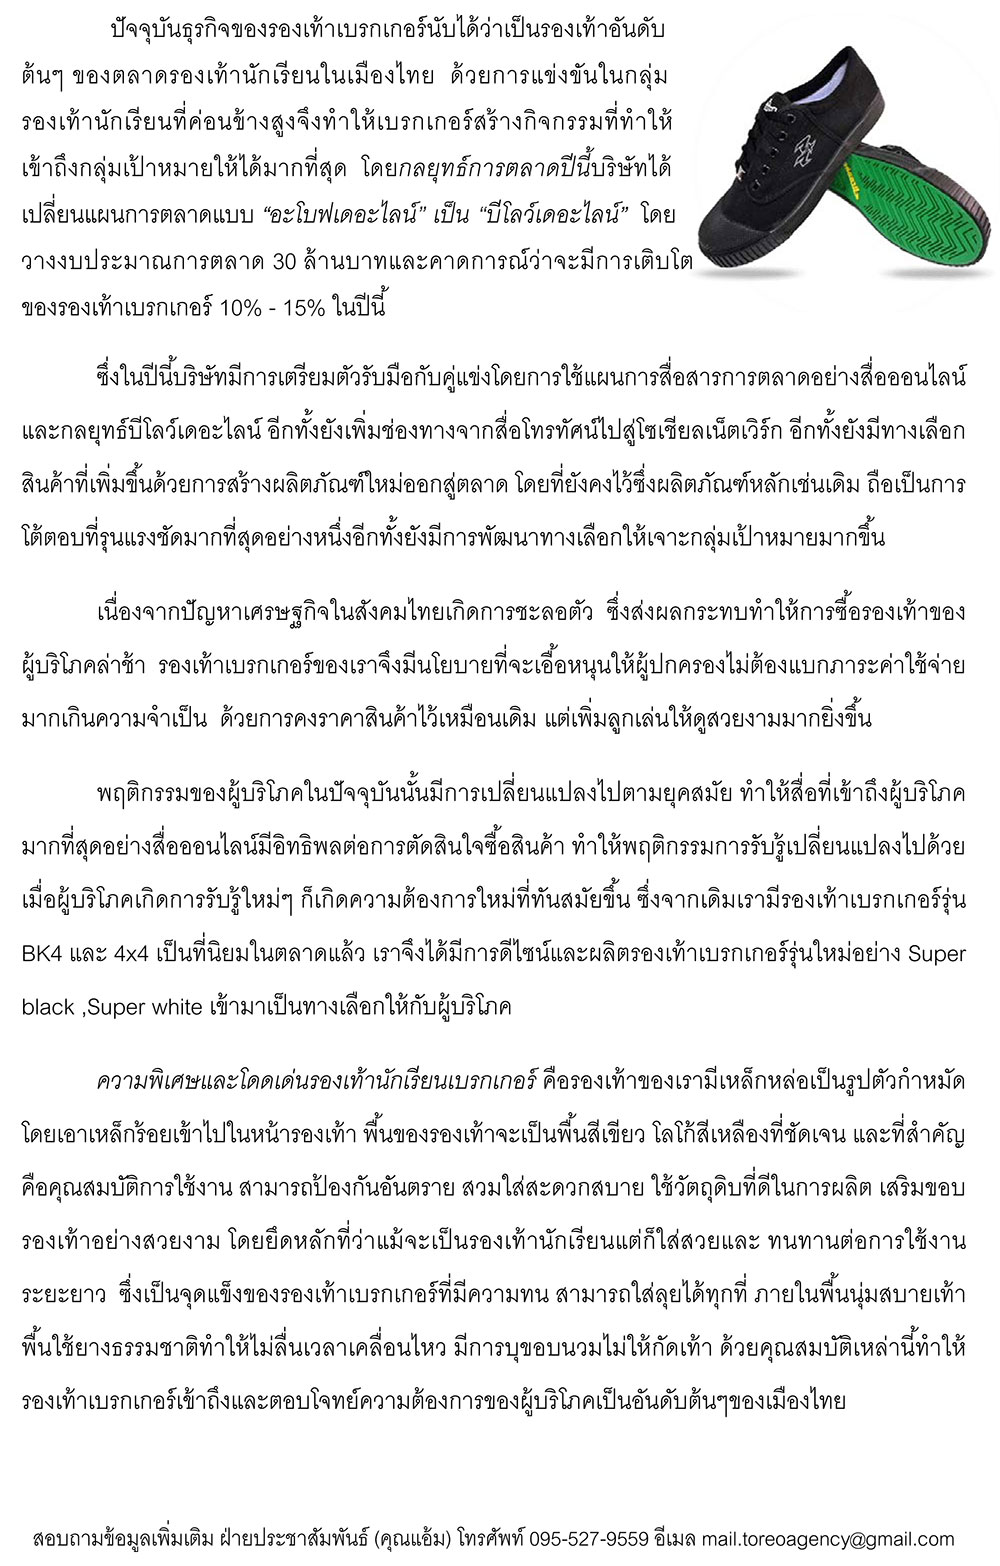 ปัจจุบันธุรกิจของรองเท้าเบรกเกอร์นับได้ว่าเป็นรองเท้าอันดับ
ต้นๆ ของตลาดรองเท้านักเรียนในเมืองไทย ด้วยการแข่งขันในกลุ่ม
รองเท้านักเรียนที่ค่อนข้างสูงจึงทำให้เบรกเกอร์สร้างกิจกรรมที่ทำให้
เข้าถึงกลุ่มเป้าหมายให้ได้มากที่สุด โดยกลยุทธ์การตลาดปีนี้บริษัทได้
เปลี่ยนแผนการตลาดแบบ “อะโบฟเดอะไลน์” เป็น “บีโลว์เดอะไลน์” โดย
วางงบประมาณการตลาด 30 ล้านบาทและคาดการณ์ว่าจะมีการเติบโต
ของรองเท้าเบรกเกอร์ 10% - 15% ในปีนี้
ซึ่งในปีนี้บริษัทมีการเตรียมตัวรับมือกับคู่แข่งโดยการใช้แผนการสื่อสารการตลาดอย่างสื่อออนไลน์
และกลยุทธ์บีโลว์เดอะไลน์ อีกทั้งยังเพิ่มช่องทางจากสื่อโทรทัศน์ไปสู่โซเชียลเน็ตเวิร์ก อีกทั้งยังมีทางเลือก
สินค้าที่เพิ่มขึ้นด้วยการสร้างผลิตภัณฑ์ใหม่ออกสู่ตลาด โดยที่ยังคงไว้ซึ่งผลิตภัณฑ์หลักเช่นเดิม ถือเป็นการ
โต้ตอบที่รุนแรงชัดมากที่สุดอย่างหนึ่งอีกทั้งยังมีการพัฒนาทางเลือกให้เจาะกลุ่มเป้าหมายมากขึ้น
เนื่องจากปัญหาเศรษฐกิจในสังคมไทยเกิดการชะลอตัว ซึ่งส่งผลกระทบทำให้การซื้อรองเท้าของ
ผู้บริโภคล่าช้า รองเท้าเบรกเกอร์ของเราจึงมีนโยบายที่จะเอื้อหนุนให้ผู้ปกครองไม่ต้องแบกภาระค่าใช้จ่าย
มากเกินความจำเป็น ด้วยการคงราคาสินค้าไว้เหมือนเดิม แต่เพิ่มลูกเล่นให้ดูสวยงามมากยิ่งขึ้น
พฤติกรรมของผู้บริโภคในปัจจุบันนั้นมีการเปลี่ยนแปลงไปตามยุคสมัย ทำให้สื่อที่เข้าถึงผู้บริโภค
มากที่สุดอย่างสื่อออนไลน์มีอิทธิพลต่อการตัดสินใจซื้อสินค้า ทำให้พฤติกรรมการรับรู้เปลี่ยนแปลงไปด้วย
เมื่อผู้บริโภคเกิดการรับรู้ใหม่ๆ ก็เกิดความต้องการใหม่ที่ทันสมัยขึ้น ซึ่งจากเดิมเรามีรองเท้าเบรกเกอร์รุ่น
BK4 และ 4x4 เป็นที่นิยมในตลาดแล้ว เราจึงได้มีการดีไซน์และผลิตรองเท้าเบรกเกอร์รุ่นใหม่อย่าง Super
black ,Super white เข้ามาเป็นทางเลือกให้กับผู้บริโภค
ความพิเศษและโดดเด่นรองเท้านักเรียนเบรกเกอร์ คือรองเท้าของเรามีเหล็กหล่อเป็นรูปตัวกำหมัด
โดยเอาเหล็กร้อยเข้าไปในหน้ารองเท้า พื้นของรองเท้าจะเป็นพื้นสีเขียว โลโก้สีเหลืองที่ชัดเจน และที่สำคัญ
คือคุณสมบัติการใช้งาน สามารถป้องกันอันตราย สวมใส่สะดวกสบาย ใช้วัตถุดิบที่ดีในการผลิต เสริมขอบ
รองเท้าอย่างสวยงาม โดยยึดหลักที่ว่าแม้จะเป็นรองเท้านักเรียนแต่ก็ใส่สวยและ ทนทานต่อการใช้งาน
ระยะยาว ซึ่งเป็นจุดแข็งของรองเท้าเบรกเกอร์ที่มีความทน สามารถใส่ลุยได้ทุกที่ ภายในพื้นนุ่มสบายเท้า
พื้นใช้ยางธรรมชาติทำให้ไม่ลื่นเวลาเคลื่อนไหว มีการบุขอบนวมไม่ให้กัดเท้า ด้วยคุณสมบัติเหล่านี้ทำให้
รองเท้าเบรกเกอร์เข้าถึงและตอบโจทย์ความต้องการของผู้บริโภคเป็นอันดับต้นๆของเมืองไทย
สอบถามข้อมูลเพิ่มเติม ฝ่ายประชาสัมพันธ์ (คุณแอ้ม) โทรศัพท์ 095-527-9559 อีเมล mail.toreoagency@gmail.com